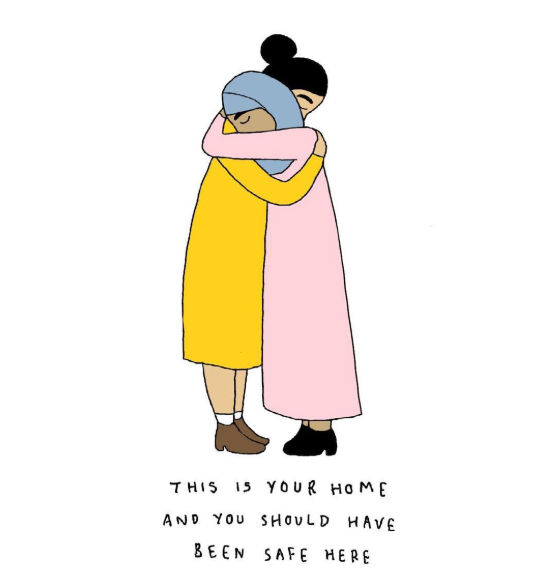 THIS IS YOUR HOME
AND YOU SHOULD HAVE
BEEN SAFE HERE